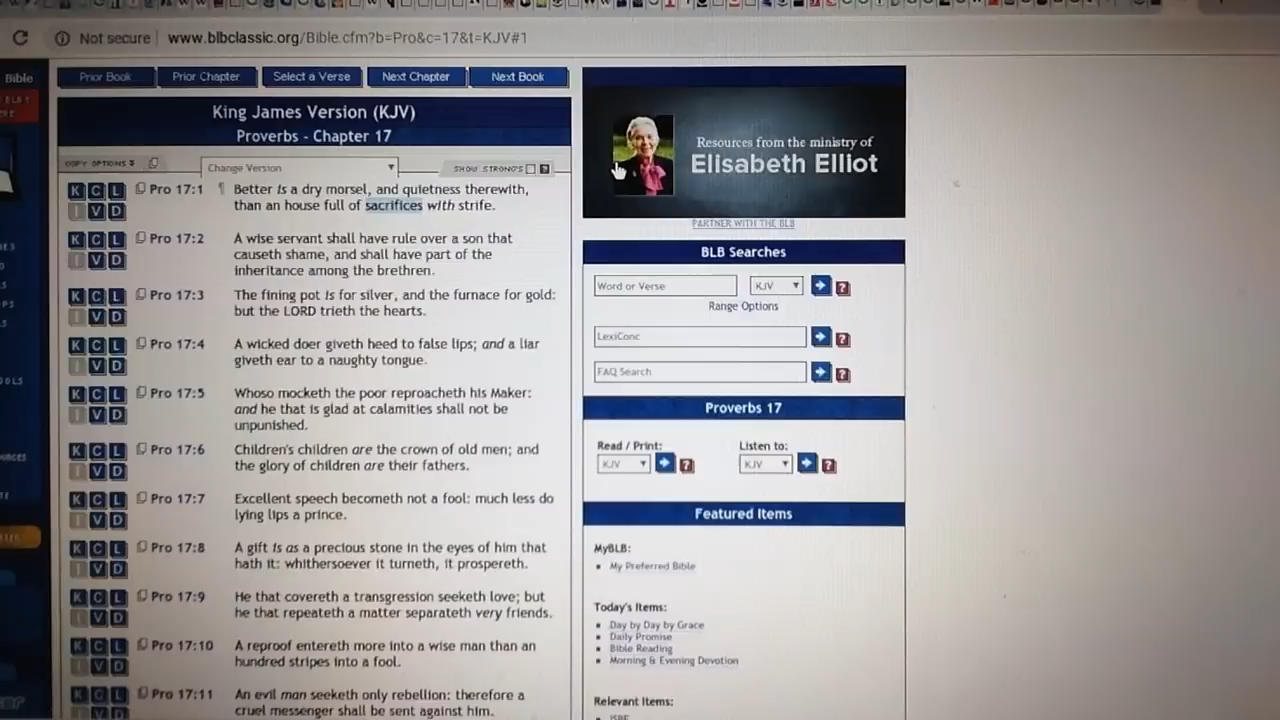 Not secure
www.blbclassic.org/Bible.cfm?b=Pro&c=17&t=KJV#1
Bible
Prior Book
Prior Chapter
Select a Verse
Next Chapter
Next Book
King James Version (KJV)
Proverbs - Chapter 17
COPY OPTIONS
Change Version
SHOW STRONG'S
K C L Pro 17:1 ¶ Better is a dry morsel, and quietness therewith,
I V D than an house full of sacrifices with strife.
K C L Pro 17:2 A wise servant shall have rule over a son that
I V D causeth shame, and shall have part of the
inheritance among the brethren.
K C L Pro 17:3 The fining pot is for silver, and the furnace for gold:
I V D but the LORD trieth the hearts.
K C L Pro 17:4 A wicked doer giveth heed to false lips; and a liar
I V D giveth ear to a naughty tongue.
K C L Pro 17:5 Whoso mocketh the poor reproacheth his Maker:
I V D and he that is glad at calamities shall not be
unpunished.
K C L Pro 17:6 Children's children are the crown of old men; and
I V D the glory of children are their fathers.
K C L Pro 17:7 Excellent speech becometh not a fool: much less do
I V D lying lips a prince.
K C L Pro 17:8 A gift is as a precious stone in the eyes of him that
I V D hath it: whithersoever it turneth, it prospereth.
K C L Pro 17:9 He that covereth a transgression seeketh love; but
I V D he that repeateth a matter separateth very friends.
K C L Pro 17:10 A reproof entereth more into a wise man than an
I V D hundred stripes into a fool.
K C L Pro 17:11 An evil man seeketh only rebellion: therefore a
I V D cruel messenger shall be sent against him.
Resources from the ministry of
Elisabeth Elliot
PARTNER WITH THE BLB
BLB Searches
Word or Verse
KJV
?
Range Options
LexiConc
?
FAQ Search
?
Proverbs 17
Read / Print:
KJV
?
Listen to:
KJV
?
Featured Items
MyBLB:
My Preferred Bible
Today's Items:
Day by Day by Grace
Daily Promise
Bible Reading
Morning & Evening Devotion
Relevant Items:
ISBE